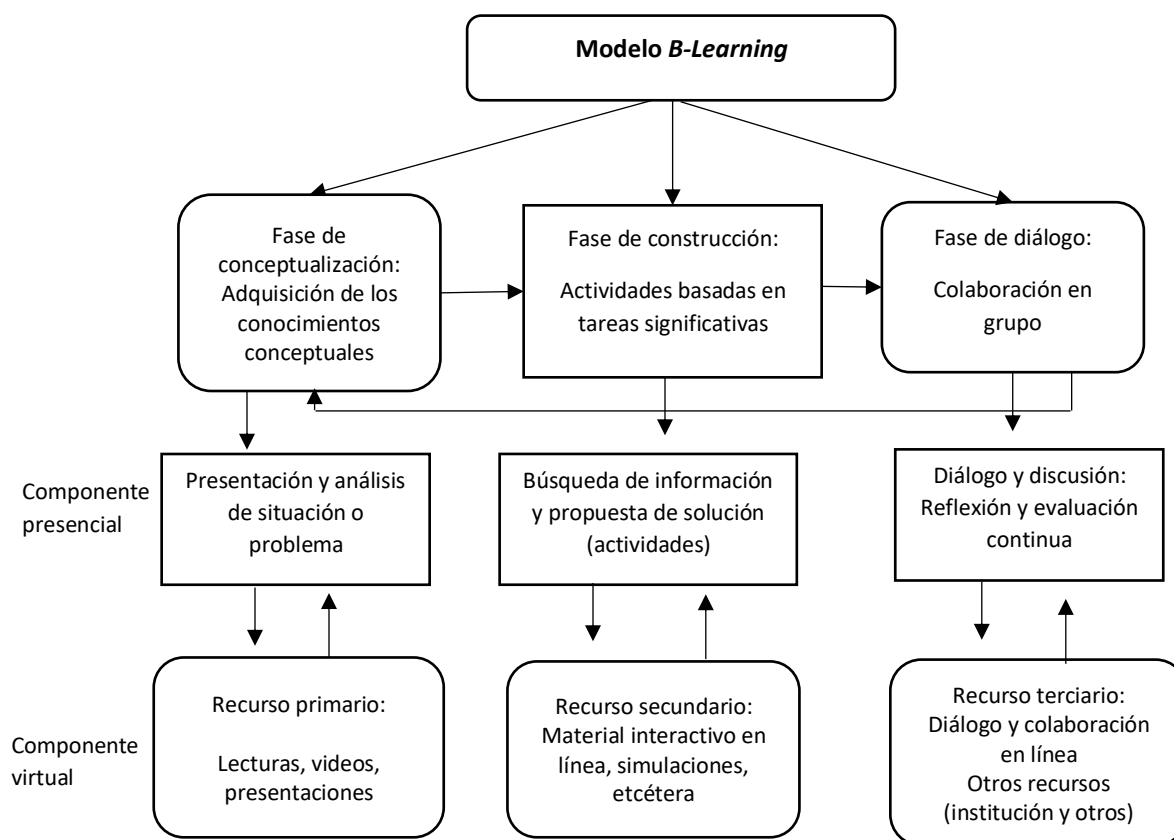 Modelo B-Learning
Fase de
conceptualización:
Adquisición de los
conocimientos
conceptuales
Fase de construcción:
Actividades basadas en
tareas significativas
Fase de diálogo:
Colaboración en
grupo
Componente
presencial
Presentación y análisis
de situación o
problema
Búsqueda de información
y propuesta de solución
(actividades)
Diálogo y discusión:
Reflexión y evaluación
continua
Componente
virtual
Recurso primario:
Lecturas, videos,
presentaciones
Recurso secundario:
Material interactivo en
línea, simulaciones,
etcétera
Recurso terciario:
Diálogo y colaboración
en línea
Otros recursos
(institución y otros)